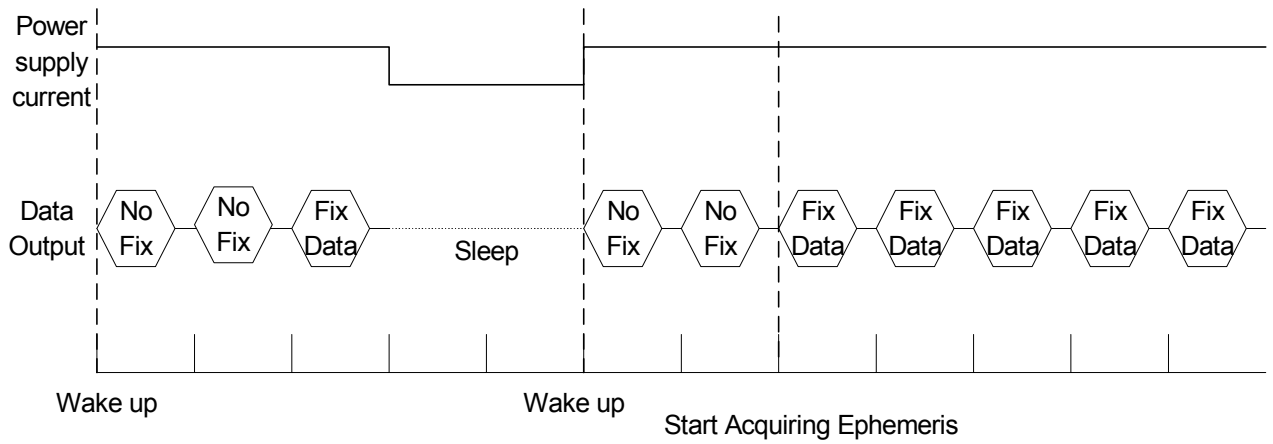 Power
supply
current
Data
Output
No
Fix
No
Fix
Fix
Data
Sleep
No
Fix
No
Fix
Fix
Data
Fix
Data
Fix
Data
Fix
Data
Fix
Data
Wake up
Wake up
Start Acquiring Ephemeris